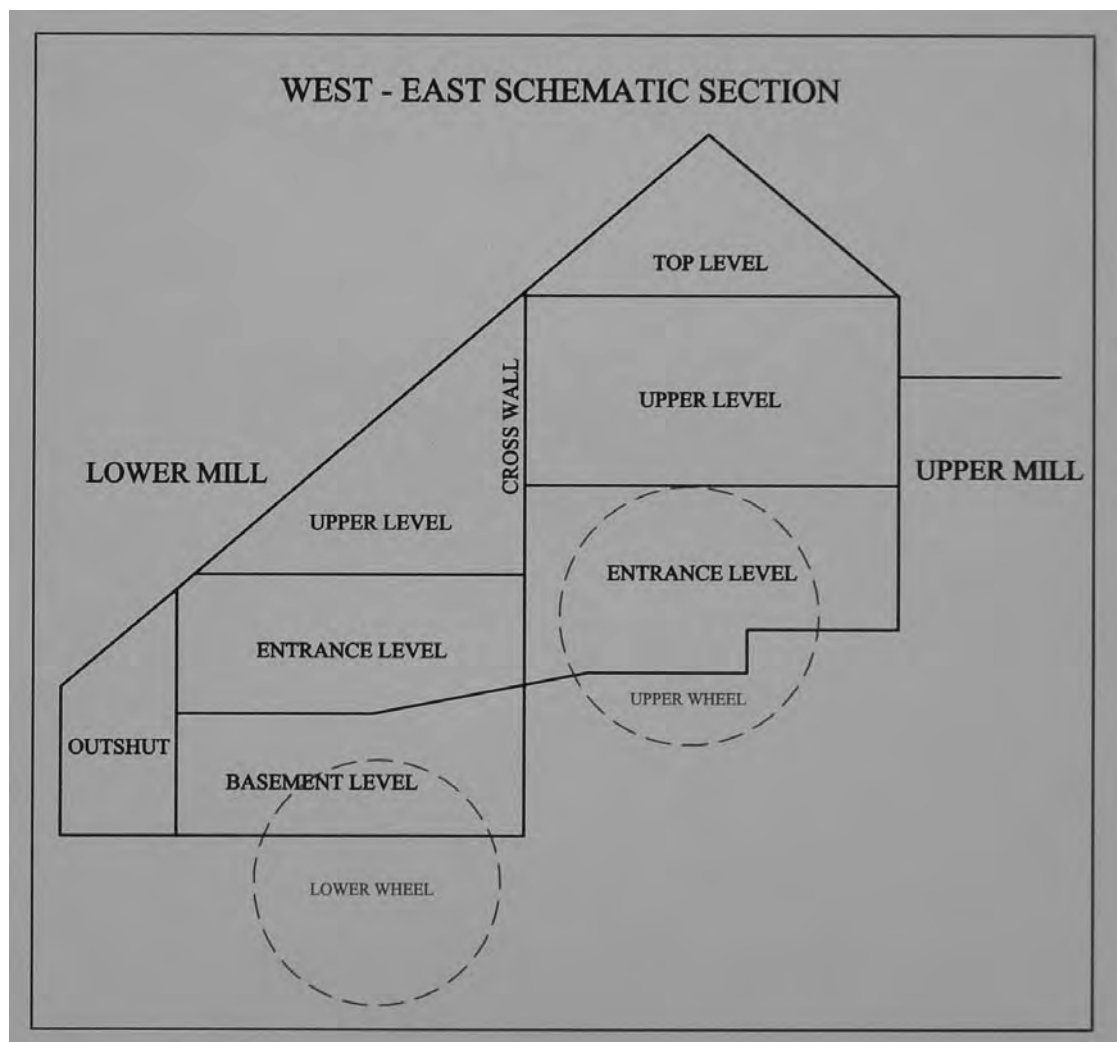 WEST - EAST SCHEMATIC SECTION
TOP LEVEL
UPPER LEVEL
CROSS WALL
LOWER MILL
UPPER MILL
UPPER LEVEL
ENTRANCE LEVEL
ENTRANCE LEVEL
UPPER WHEEL
OUTSHUT
BASEMENT LEVEL
LOWER WHEEL